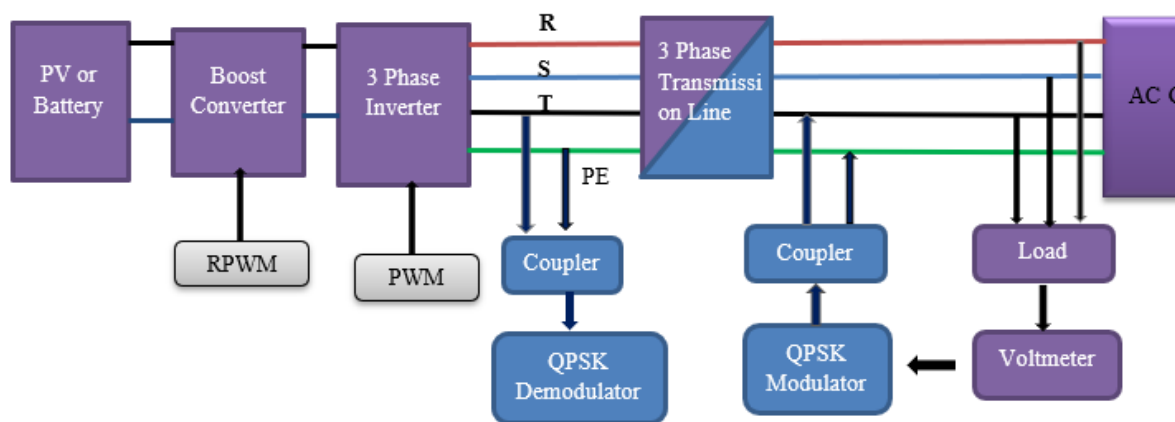 R
PV or
Battery
Boost
Converter
3 Phase
Inverter
S
T
3 Phase
Transmissi
on Line
AC
PE
RPWM
PWM
Coupler
Coupler
Load
QPSK
Demodulator
QPSK
Modulator
Voltmeter